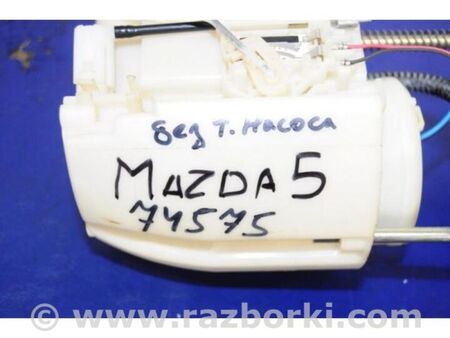 без т. насоса
MAZDA 5
74575
© www.razborki.com